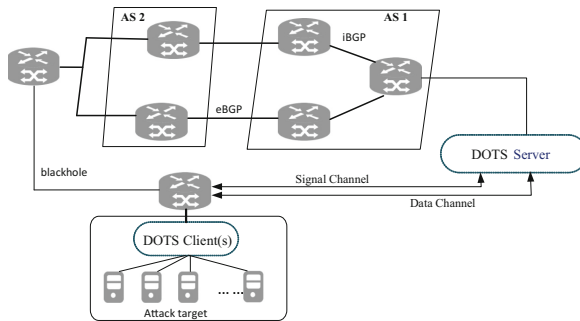 AS 2
AS 1
iBGP
eBGP
DOTS Server
blackhole
Signal Channel
Data Channel
DOTS Client(s)
... ...
Attack target